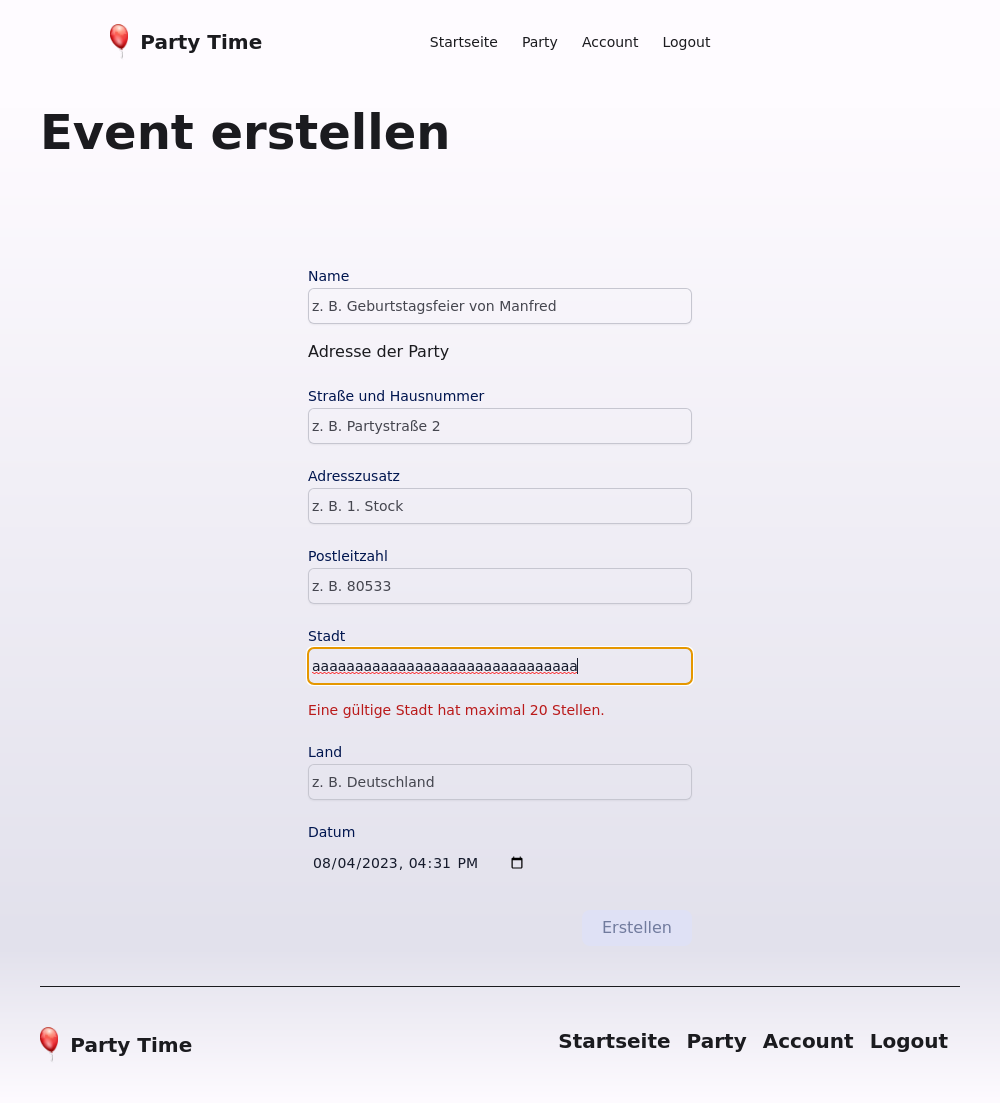 Party Time
Startseite Party Account Logout
Event erstellen
Name
z. B. Geburtstagsfeier von Manfred
Adresse der Party
Straße und Hausnummer
z. B. Partystraße 2
Adresszusatz
z. B. 1. Stock
Postleitzahl
z. B. 80533
Stadt
aaaaaaaaaaaaaaaaaaaaaaaaaaaaaaa
Eine gültige Stadt hat maximal 20 Stellen.
Land
z. B. Deutschland
Datum
08/04/2023, 04:31 PM
Erstellen
Party Time
Startseite Party Account Logout